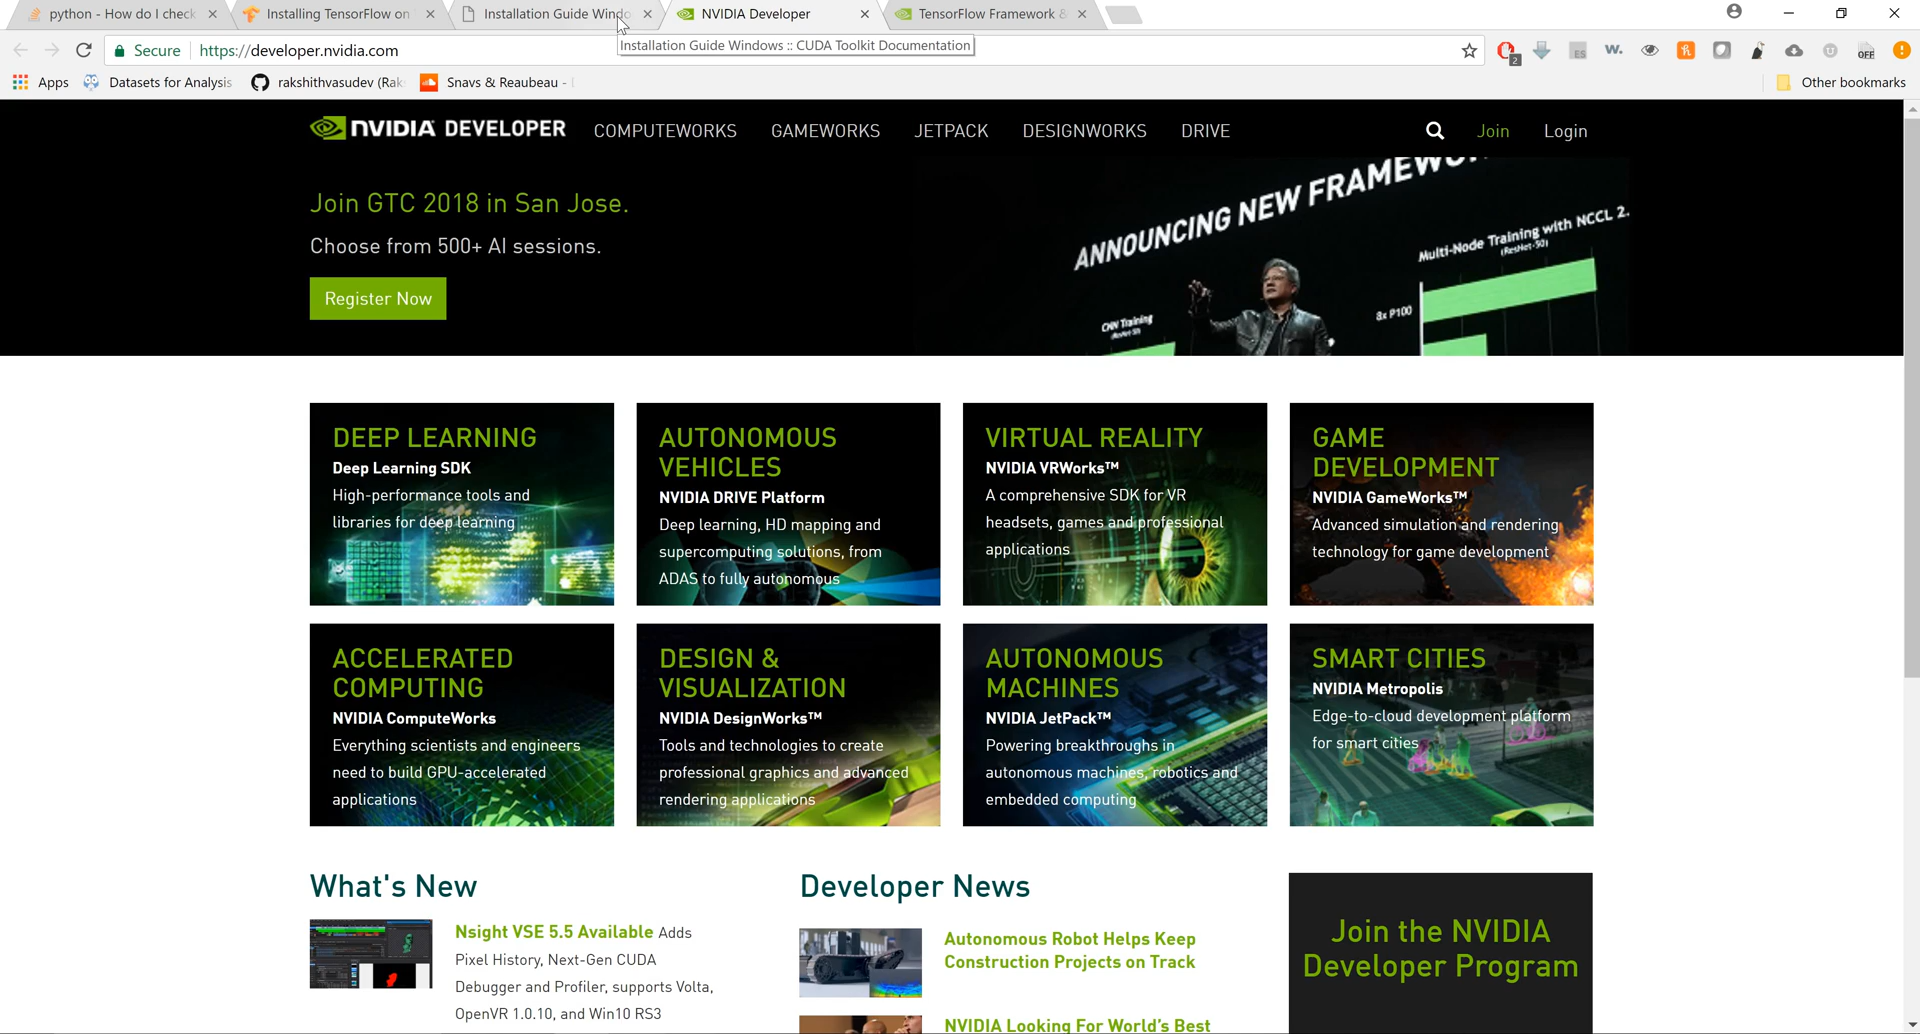 python - How do I check
Installing TensorFlow on
Installation Guide Windo
NVIDIA Developer
TensorFlow Framework &
Secure
https://developer.nvidia.com
Installation Guide Windows :: CUDA Toolkit Documentation
2
ES
w.
OFF
Apps
Datasets for Analysis
rakshithvasudev (Rak
Snavs & Reaubeau -
Other bookmarks
NVIDIA DEVELOPER
COMPUTEWORKS
GAMEWORKS
JETPACK
DESIGNWORKS
DRIVE
Join
Login
Join GTC 2018 in San Jose.
Choose from 500+ AI sessions.
Register Now
ANNOUNCING NEW FRAMEWO
Multi-Node Training with NCCL 2.
(ResNet-50)
8x P100
CNN Training
(ResNet-50)
DEEP LEARNING
Deep Learning SDK
High-performance tools and
libraries for deep learning
AUTONOMOUS
VEHICLES
NVIDIA DRIVE Platform
Deep learning, HD mapping and
supercomputing solutions, from
ADAS to fully autonomous
VIRTUAL REALITY
NVIDIA VRWorks™
A comprehensive SDK for VR
headsets, games and professional
applications
GAME
DEVELOPMENT
NVIDIA GameWorks™
Advanced simulation and rendering
technology for game development
ACCELERATED
COMPUTING
NVIDIA ComputeWorks
Everything scientists and engineers
need to build GPU-accelerated
applications
DESIGN &
VISUALIZATION
NVIDIA DesignWorks™
Tools and technologies to create
professional graphics and advanced
rendering applications
AUTONOMOUS
MACHINES
NVIDIA JetPack™
Powering breakthroughs in
autonomous machines, robotics and
embedded computing
SMART CITIES
NVIDIA Metropolis
Edge-to-cloud development platform
for smart cities
What's New
Nsight VSE 5.5 Available Adds
Pixel History, Next-Gen CUDA
Debugger and Profiler, supports Volta,
OpenVR 1.0.10, and Win10 RS3
Developer News
Autonomous Robot Helps Keep
Construction Projects on Track
NVIDIA Looking For World's Best
Join the NVIDIA
Developer Program